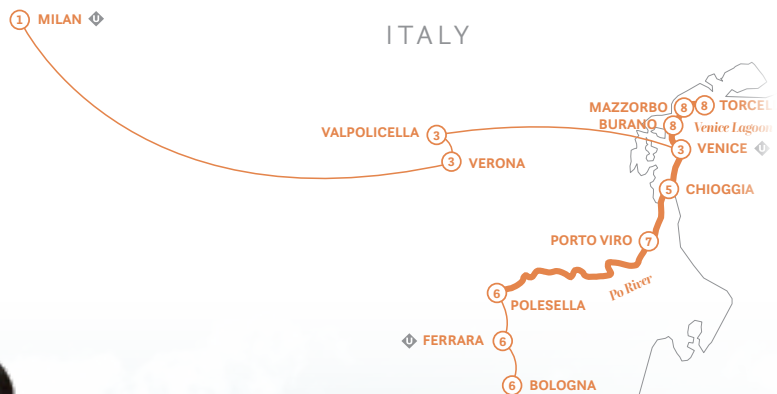 1 MILAN U
ITALY
MAZZORBO 8 8 TORCEL
BURANO 8 Venice Lagoon
VALPOLICELLA 3
3 VERONA
3 VENICE U
5 CHIOGGIA
PORTO VIRO 7
Po River
6 POLESELLA
U FERRARA 6
6 BOLOGNA